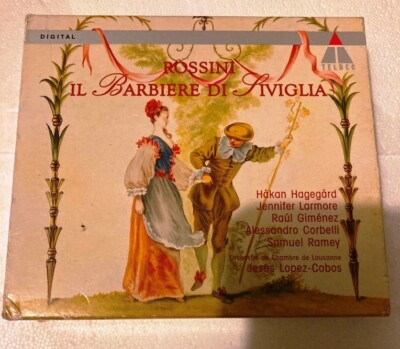 DIGITAL
TELDEC
ROSSINI
IL BARBIERE DI SIVIGLIA
Håkan Hagegård
Jennifer Larmore
Raúl Giménez
Alessandro Corbelli
Samuel Ramey
Orchestre de Chambre de Lausanne
Jesús López-Cobos